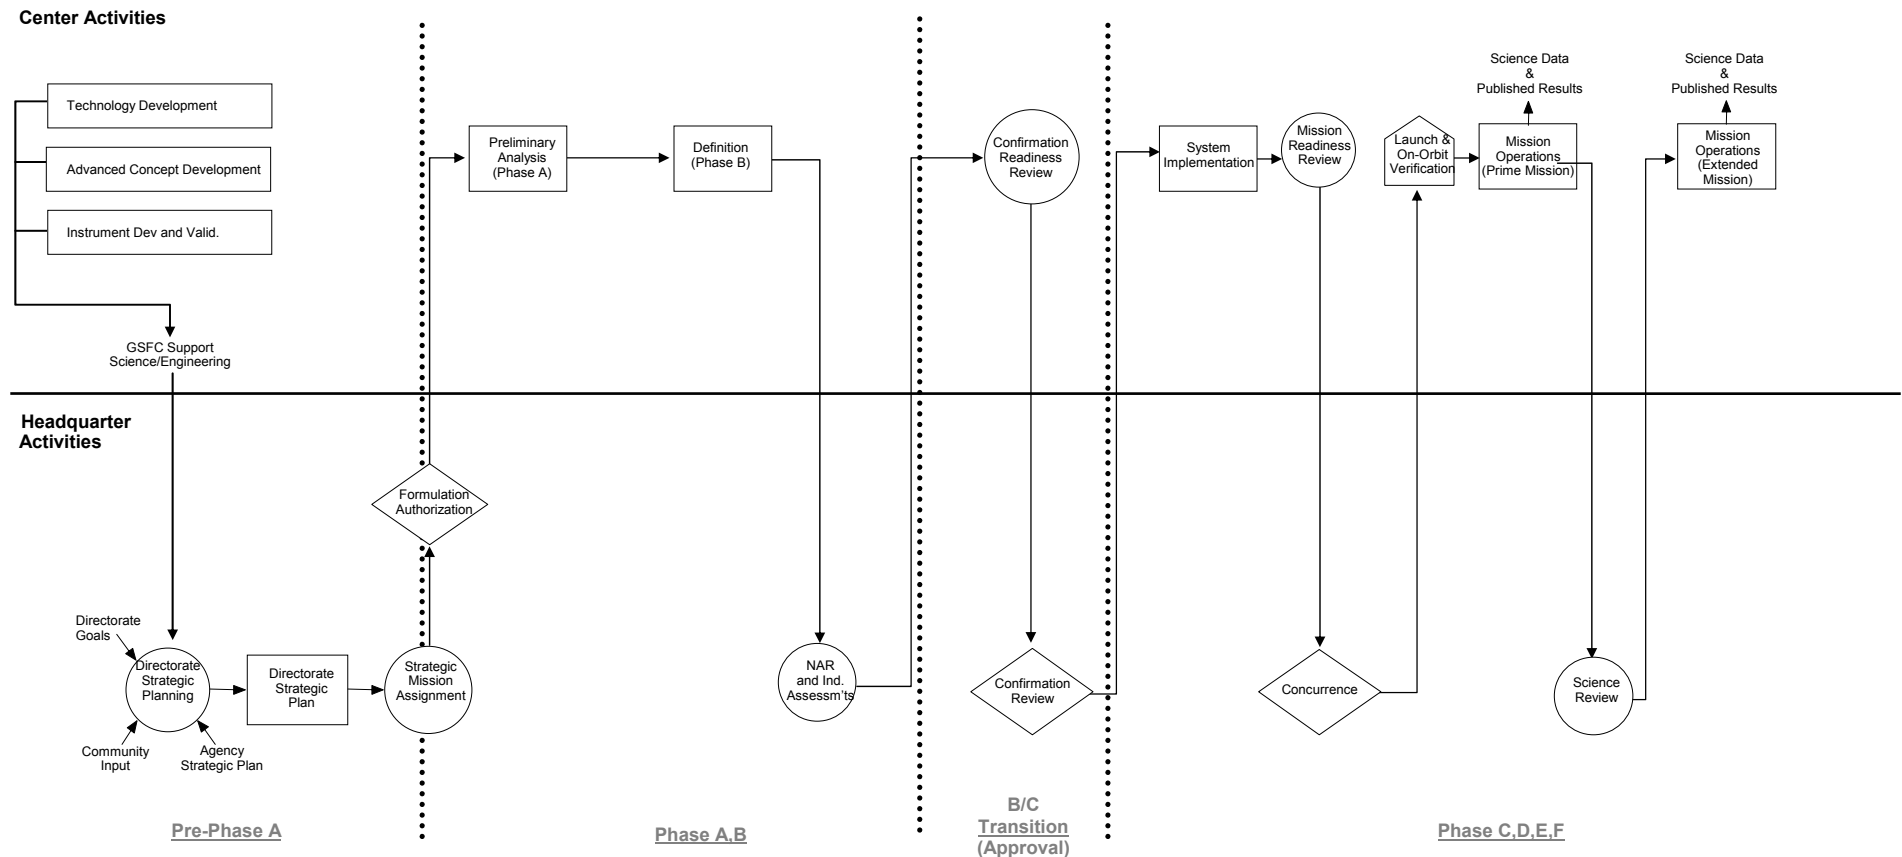 Center Activities
Technology Development
Advanced Concept Development
Instrument Dev and Valid.
GSFC Support
Science/Engineering
Preliminary
Analysis
(Phase A)
Definition
(Phase B)
Confirmation
Readiness
Review
System
Implementation
Mission
Readiness
Review
Launch &
On-Orbit
Verification
Science Data
&
Published Results
Mission
Operations
(Prime Mission)
Science Data
&
Published Results
Mission
Operations
(Extended
Mission)
Headquarter
Activities
Formulation
Authorization
Directorate
Goals
Directorate
Strategic
Planning
Community
Input
Agency
Strategic Plan
Directorate
Strategic
Plan
Strategic
Mission
Assignment
NAR
and Ind.
Assessm'ts
Confirmation
Review
Concurrence
Science
Review
Pre-Phase A
Phase A,B
B/C
Transition
(Approval)
Phase C,D,E,F